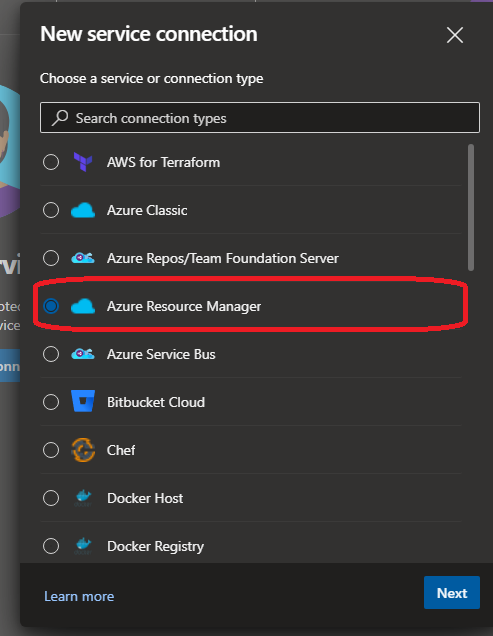 New service connection
Choose a service or connection type
Search connection types
AWS for Terraform
Azure Classic
Azure Repos/Team Foundation Server
Azure Resource Manager
Azure Service Bus
Bitbucket Cloud
Chef
Docker Host
Docker Registry
Learn more
Next